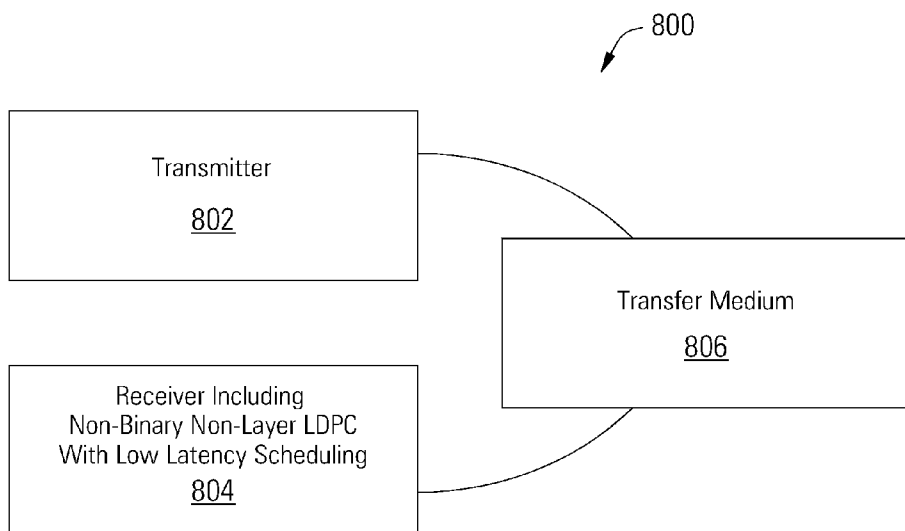 800
Transmitter
802
Transfer Medium
806
Receiver Including
Non-Binary Non-Layer LDPC
With Low Latency Scheduling
804